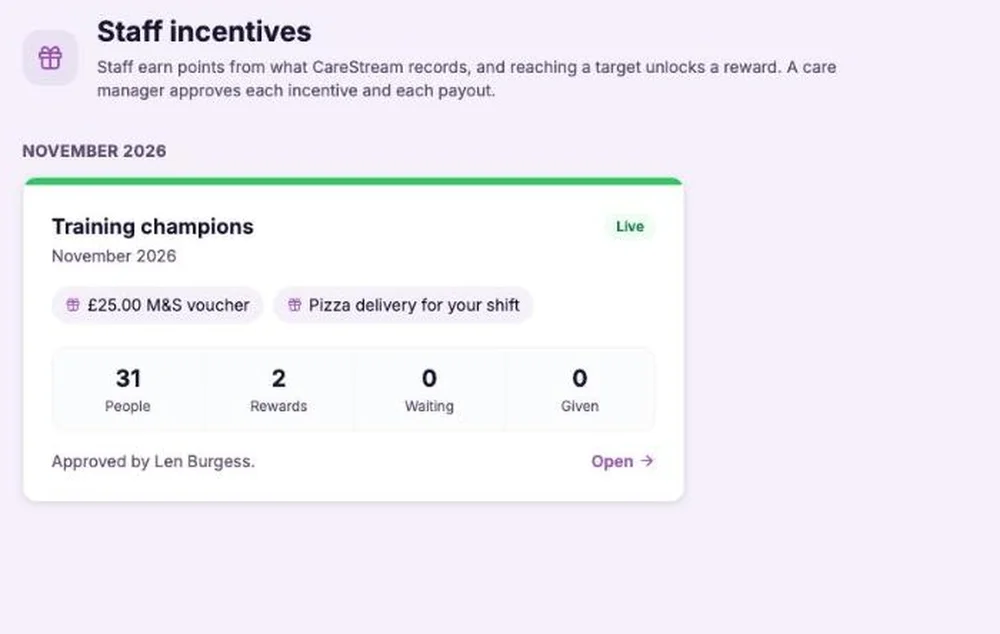 Staff incentives
Staff earn points from what CareStream records, and reaching a target unlocks a reward. A care
manager approves each incentive and each payout.
NOVEMBER 2026
Training champions
Live
November 2026
£25.00 M&S voucher
Pizza delivery for your shift
31
2
0
0
People
Rewards
Waiting
Given
Approved by Len Burgess.
Open →